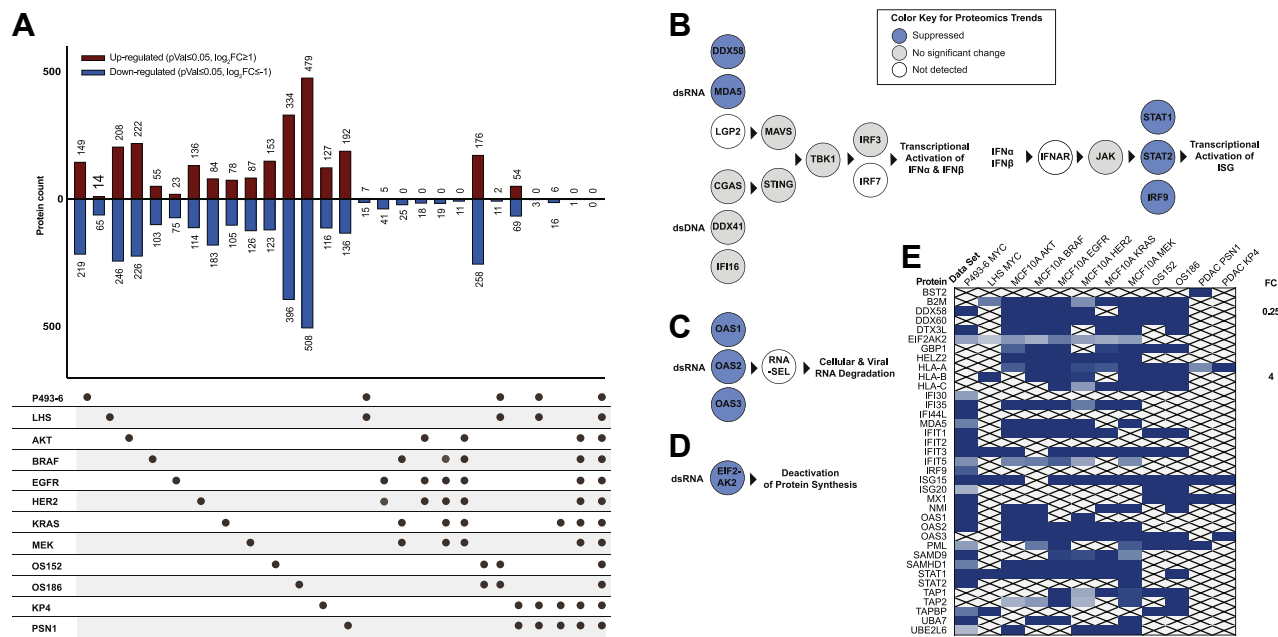 A
Up-regulated (pVal≤0.05, log2FC≥1)
Down-regulated (pVal≤0.05, log2FC≤-1)
Protein count
500
0
500
149 14 208 222 55 23 136 84 78 87 153 334 479 127 192 7 5 0 0 0 0 176 11 2 54 0 0 0 0
219 65 246 226 103 75 114 183 105 126 123 396 508 116 136 15 41 25 18 19 11 258 69 3 6 16 1 0
P493-6
LHS
AKT
BRAF
EGFR
HER2
KRAS
MEK
OS152
OS186
KP4
PSN1
B
Color Key for Proteomics Trends
Suppressed
No significant change
Not detected
DDX58
dsRNA
MDA5
LGP2
MAVS
TBK1
IRF3
IRF7
Transcriptional
Activation of
IFNα & IFNβ
CGAS
STING
dsDNA
DDX41
IFI16
IFNα
IFNβ
IFNAR
JAK
STAT1
STAT2
IRF9
Transcriptional
Activation of
ISG
C
OAS1
dsRNA
OAS2
OAS3
RNA
-SEL
Cellular & Viral
RNA Degradation
D
dsRNA
EIF2-
AK2
Deactivation
of Protein Synthesis
E
Protein
Data Set
P493-6 MYC
LHS MYC
MCF10A AKT
MCF10A BRAF
MCF10A EGFR
MCF10A HER2
MCF10A KRAS
MCF10A MEK
OS152
OS186
PDAC PSN1
PDAC KP4
FC
0.25
4
BST2
B2M
DDX58
DDX60
DTX3L
EIF2AK2
GBP1
HELZ2
HLA-A
HLA-B
HLA-C
IFI30
IFI35
IFI44L
MDA5
IFIT1
IFIT2
IFIT3
IFIT5
IRF9
ISG15
ISG20
MX1
NMI
OAS1
OAS2
OAS3
PML
SAMD9
SAMHD1
STAT1
STAT2
TAP1
TAP2
TAPBP
UBA7
UBE2L6